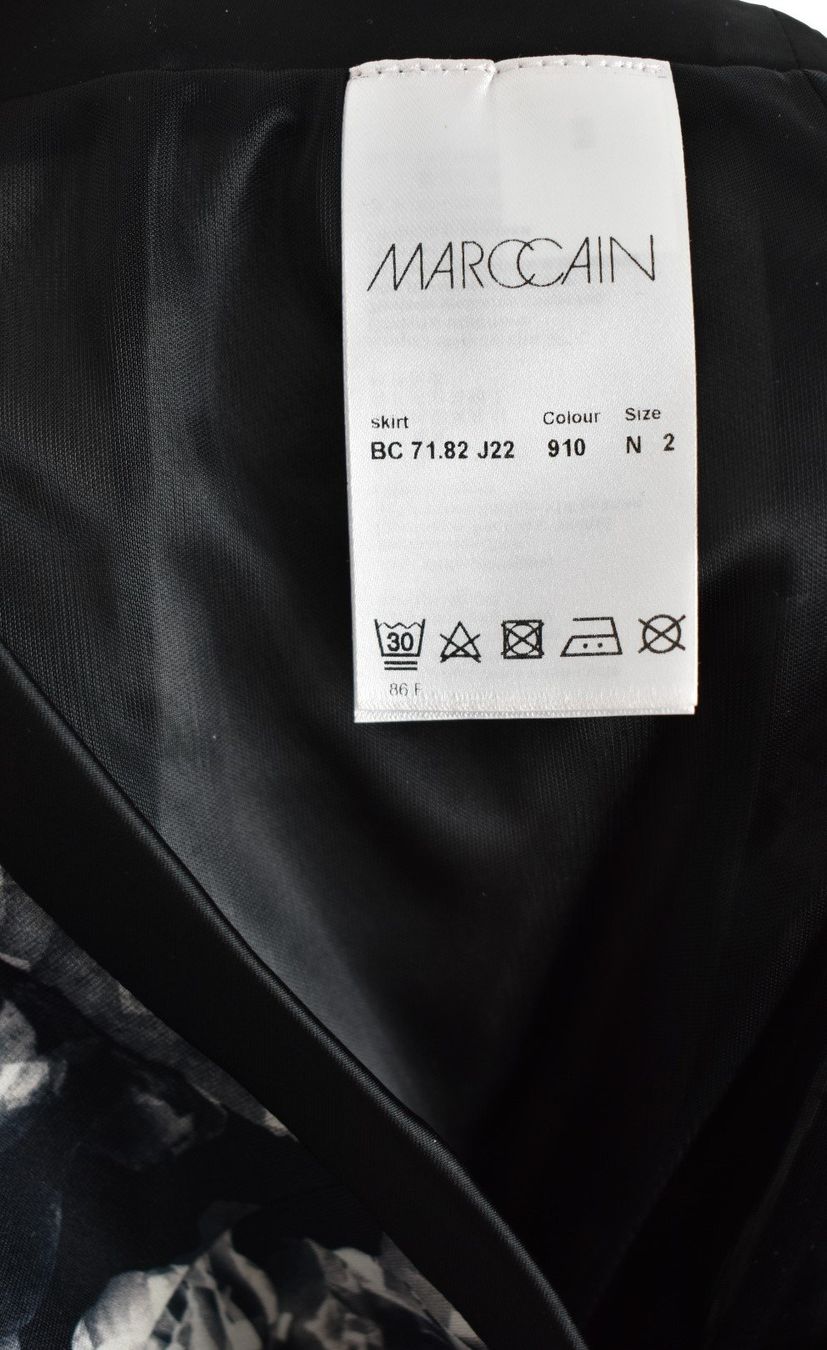 MARCCAIN
skirt Colour Size
BC 71.82 J22 910 N 2
30
86 F